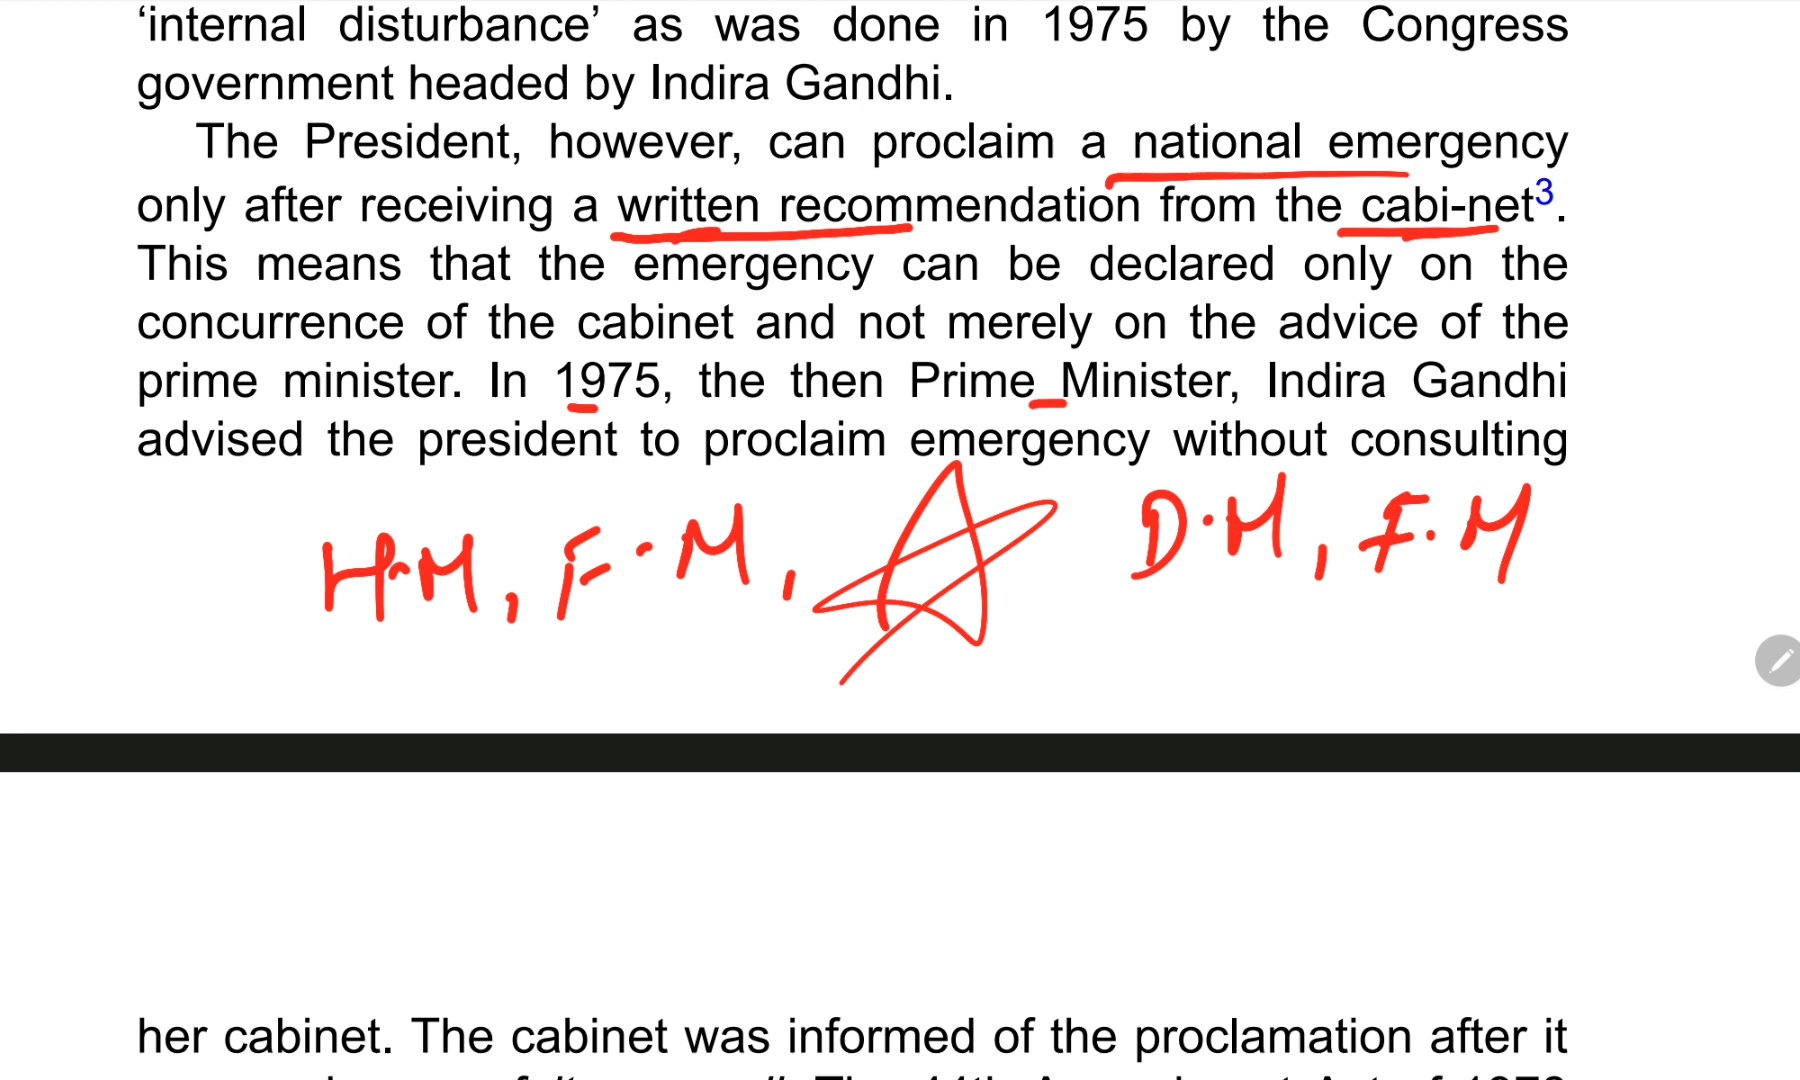 ‘internal disturbance’ as was done in 1975 by the Congress
government headed by Indira Gandhi.
The President, however, can proclaim a national emergency
only after receiving a written recommendation from the cabi-net3.
This means that the emergency can be declared only on the
concurrence of the cabinet and not merely on the advice of the
prime minister. In 1975, the then Prime Minister, Indira Gandhi
advised the president to proclaim emergency without consulting
H.M, F.M, D.M, F.M
her cabinet. The cabinet was informed of the proclamation after it